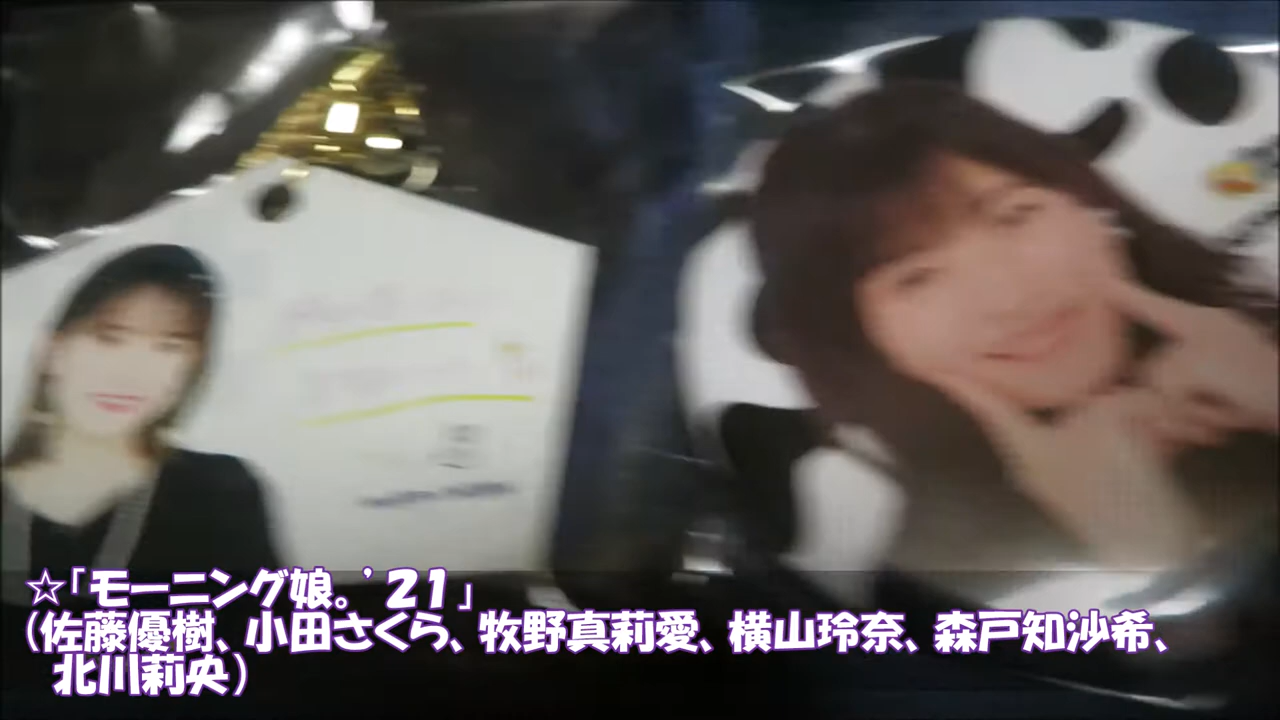 ☆「モーニング娘。’21」
(佐藤優樹、小田さくら、牧野真莉愛、横山玲奈、森戸知沙希、
北川莉央)